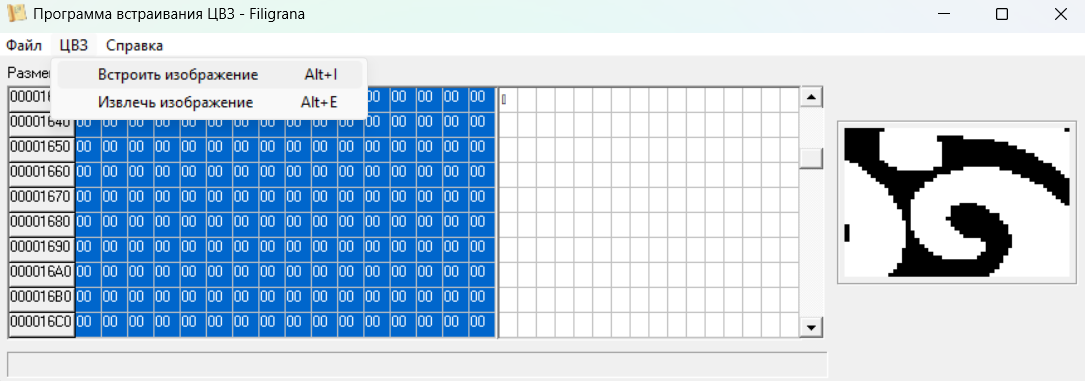 Программа встраивания ЦВЗ - Filigrana
Файл ЦВЗ Справка
Встроить изображение Alt+I
Извлечь изображение Alt+E
00 00 00 00
00001640 00 00 00 00 00 00 00 00 00 00 00 00 00 00 00 00
00001650 00 00 00 00 00 00 00 00 00 00 00 00 00 00 00 00
00001660 00 00 00 00 00 00 00 00 00 00 00 00 00 00 00 00
00001670 00 00 00 00 00 00 00 00 00 00 00 00 00 00 00 00
00001680 00 00 00 00 00 00 00 00 00 00 00 00 00 00 00 00
00001690 00 00 00 00 00 00 00 00 00 00 00 00 00 00 00 00
000016A0 00 00 00 00 00 00 00 00 00 00 00 00 00 00 00 00
000016B0 00 00 00 00 00 00 00 00 00 00 00 00 00 00 00 00
000016C0 00 00 00 00 00 00 00 00 00 00 00 00 00 00 00 00